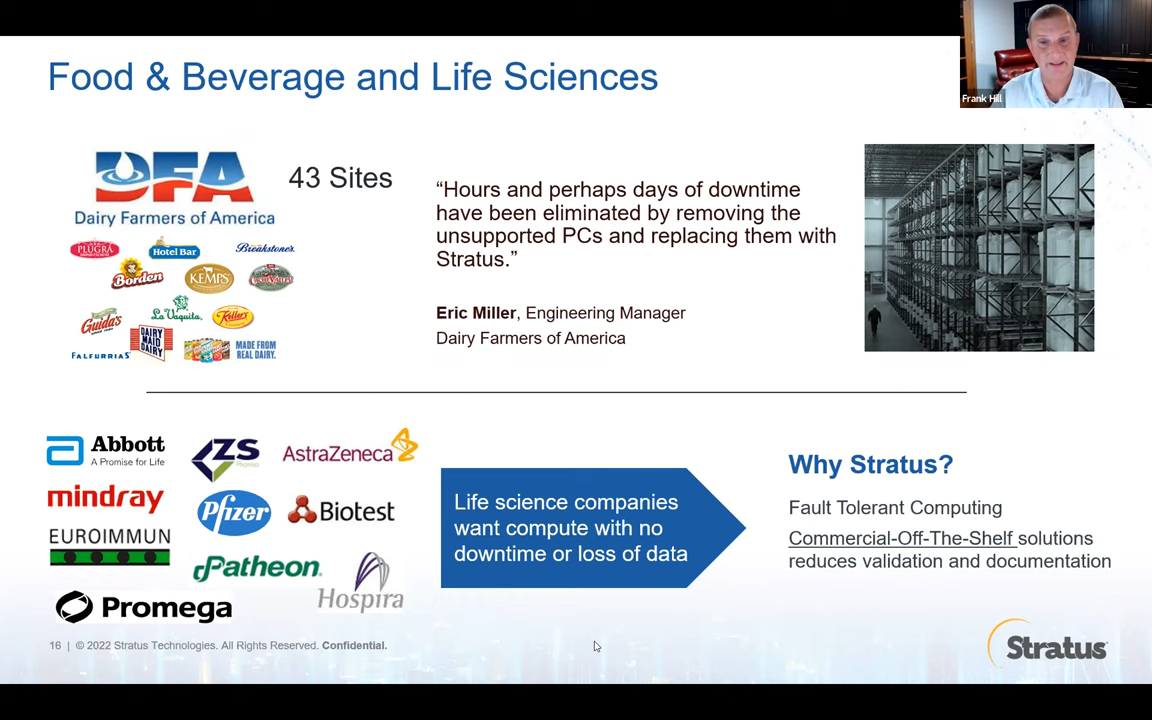 Food & Beverage and Life Sciences
Frank Hill
DFA
Dairy Farmers of America
43 Sites
PLUGRÁ
Hotel Bar
Breakstone's
Borden
KEMPS
Guida's
La Vaquita
Keller's
DAIRY
MAID
DAIRY
FALFURRIAS
MADE FROM
REAL DAIRY.
“Hours and perhaps days of downtime
have been eliminated by removing the
unsupported PCs and replacing them with
Stratus.”
Eric Miller, Engineering Manager
Dairy Farmers of America
Abbott
A Promise for Life
ZS
Pharma
AstraZeneca
mindray
Pfizer
Biotest
EUROIMMUN
Patheon
Hospira
Promega
Life science companies
want compute with no
downtime or loss of data
Why Stratus?
Fault Tolerant Computing
Commercial-Off-The-Shelf solutions
reduces validation and documentation
16 | © 2022 Stratus Technologies. All Rights Reserved. Confidential.
Stratus